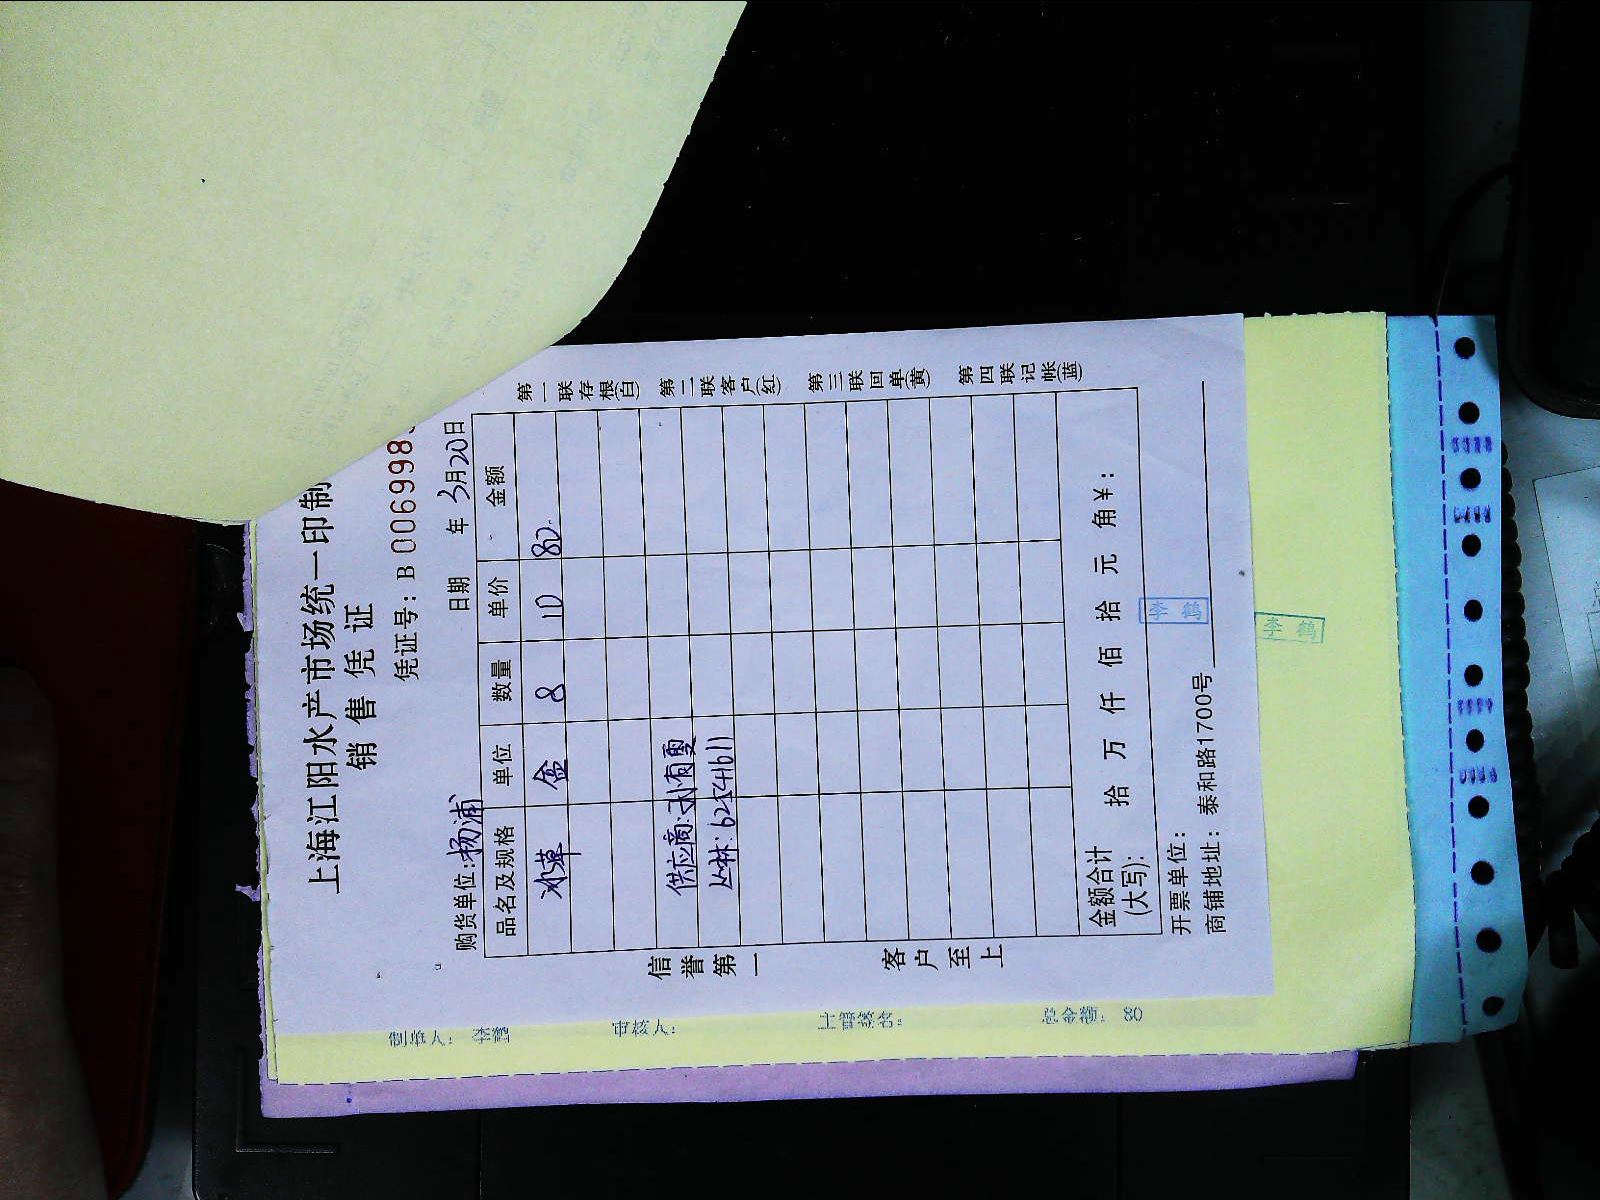 上海江阳水产市场统一印制
销售凭证
凭证号: B 006998
购货单位: 杨浦 日期 年 3月20日
品名及规格 单位 数量 单价 金额
冰草 盒 8 10 80.
供应商:
丛林: 62554611
金额合计(大写): 拾 万 仟 佰 拾 元 角 ¥:
开票单位:
李鹤
商铺地址: 泰和路1700号
信誉第一 客户至上
第一联存根(白) 第二联客户(红) 第三联回单(黄) 第四联记帐(蓝)
李鹤
制单人: 李鹤 审核人: 总金额: 80